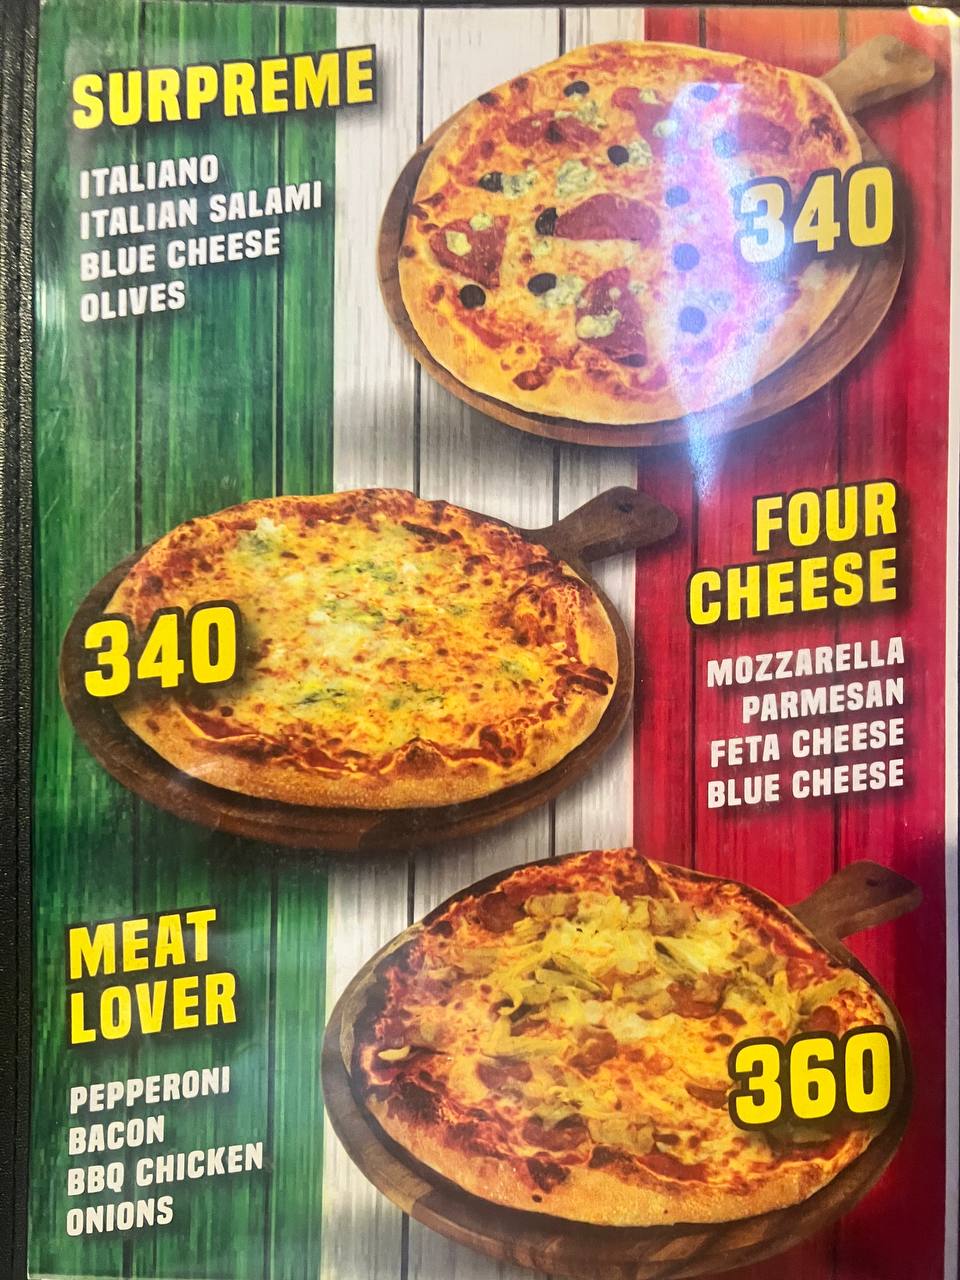 SURPREME
ITALIANO
ITALIAN SALAMI
BLUE CHEESE
OLIVES
340
FOUR
CHEESE
MOZZARELLA
PARMESAN
FETA CHEESE
BLUE CHEESE
340
MEAT
LOVER
PEPPERONI
BACON
BBQ CHICKEN
ONIONS
360